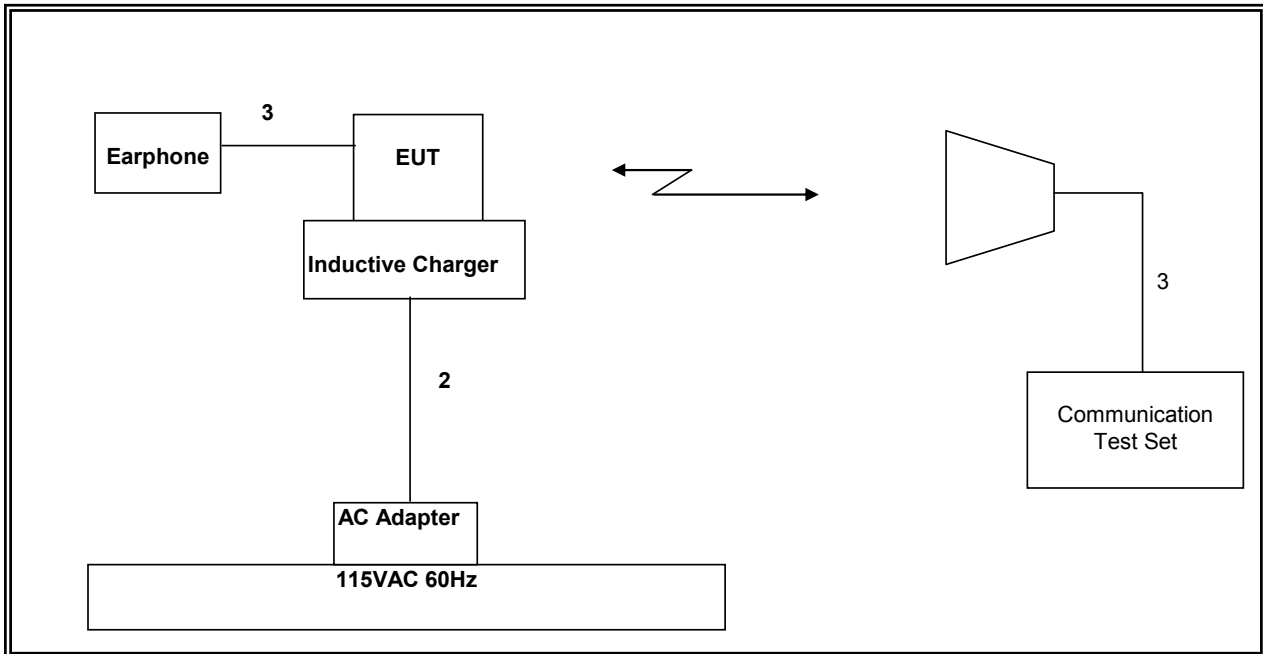 3
Earphone
EUT
Inductive Charger
3
2
Communication
Test Set
AC Adapter
115VAC 60Hz